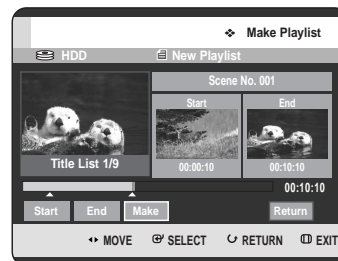 ❖ Make Playlist
HDD New Playlist
Scene No. 001
Start End
Title List 1/9
00:00:10 00:10:10
00:10:10
Start End Make Return
MOVE SELECT RETURN EXIT